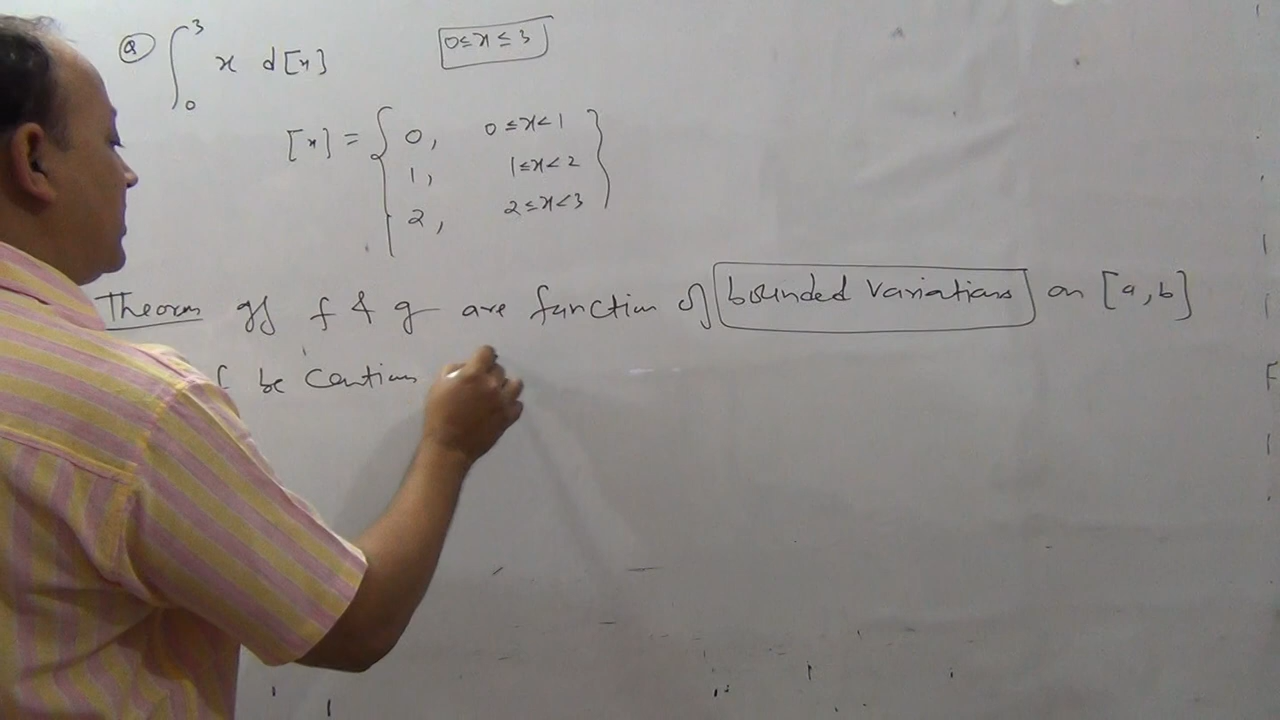 Q ∫₀³ x d[x] 0≤x≤3
[x] = { 0, 0≤x<1
1, 1≤x<2
2, 2≤x<3 }
Theorm If f & g are function of bounded variations on [a,b]
f be Continu